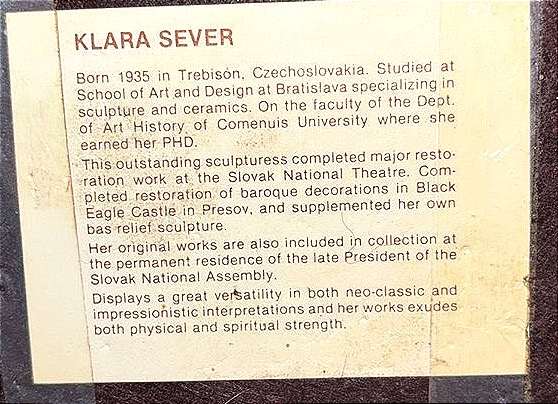 KLARA SEVER
Born 1935 in Trebisón, Czechoslovakia. Studied at
School of Art and Design at Bratislava specializing in
sculpture and ceramics. On the faculty of the Dept.
of Art History of Comenuis University where she
earned her PHD.
This outstanding sculpturess completed major resto-
ration work at the Slovak National Theatre. Com-
pleted restoration of baroque decorations in Black
Eagle Castle in Presov, and supplemented her own
bas relief sculpture.
Her original works are also included in collection at
the permanent residence of the late President of the
Slovak National Assembly.
Displays a great versatility in both neo-classic and
impressionistic interpretations and her works exudes
both physical and spiritual strength.